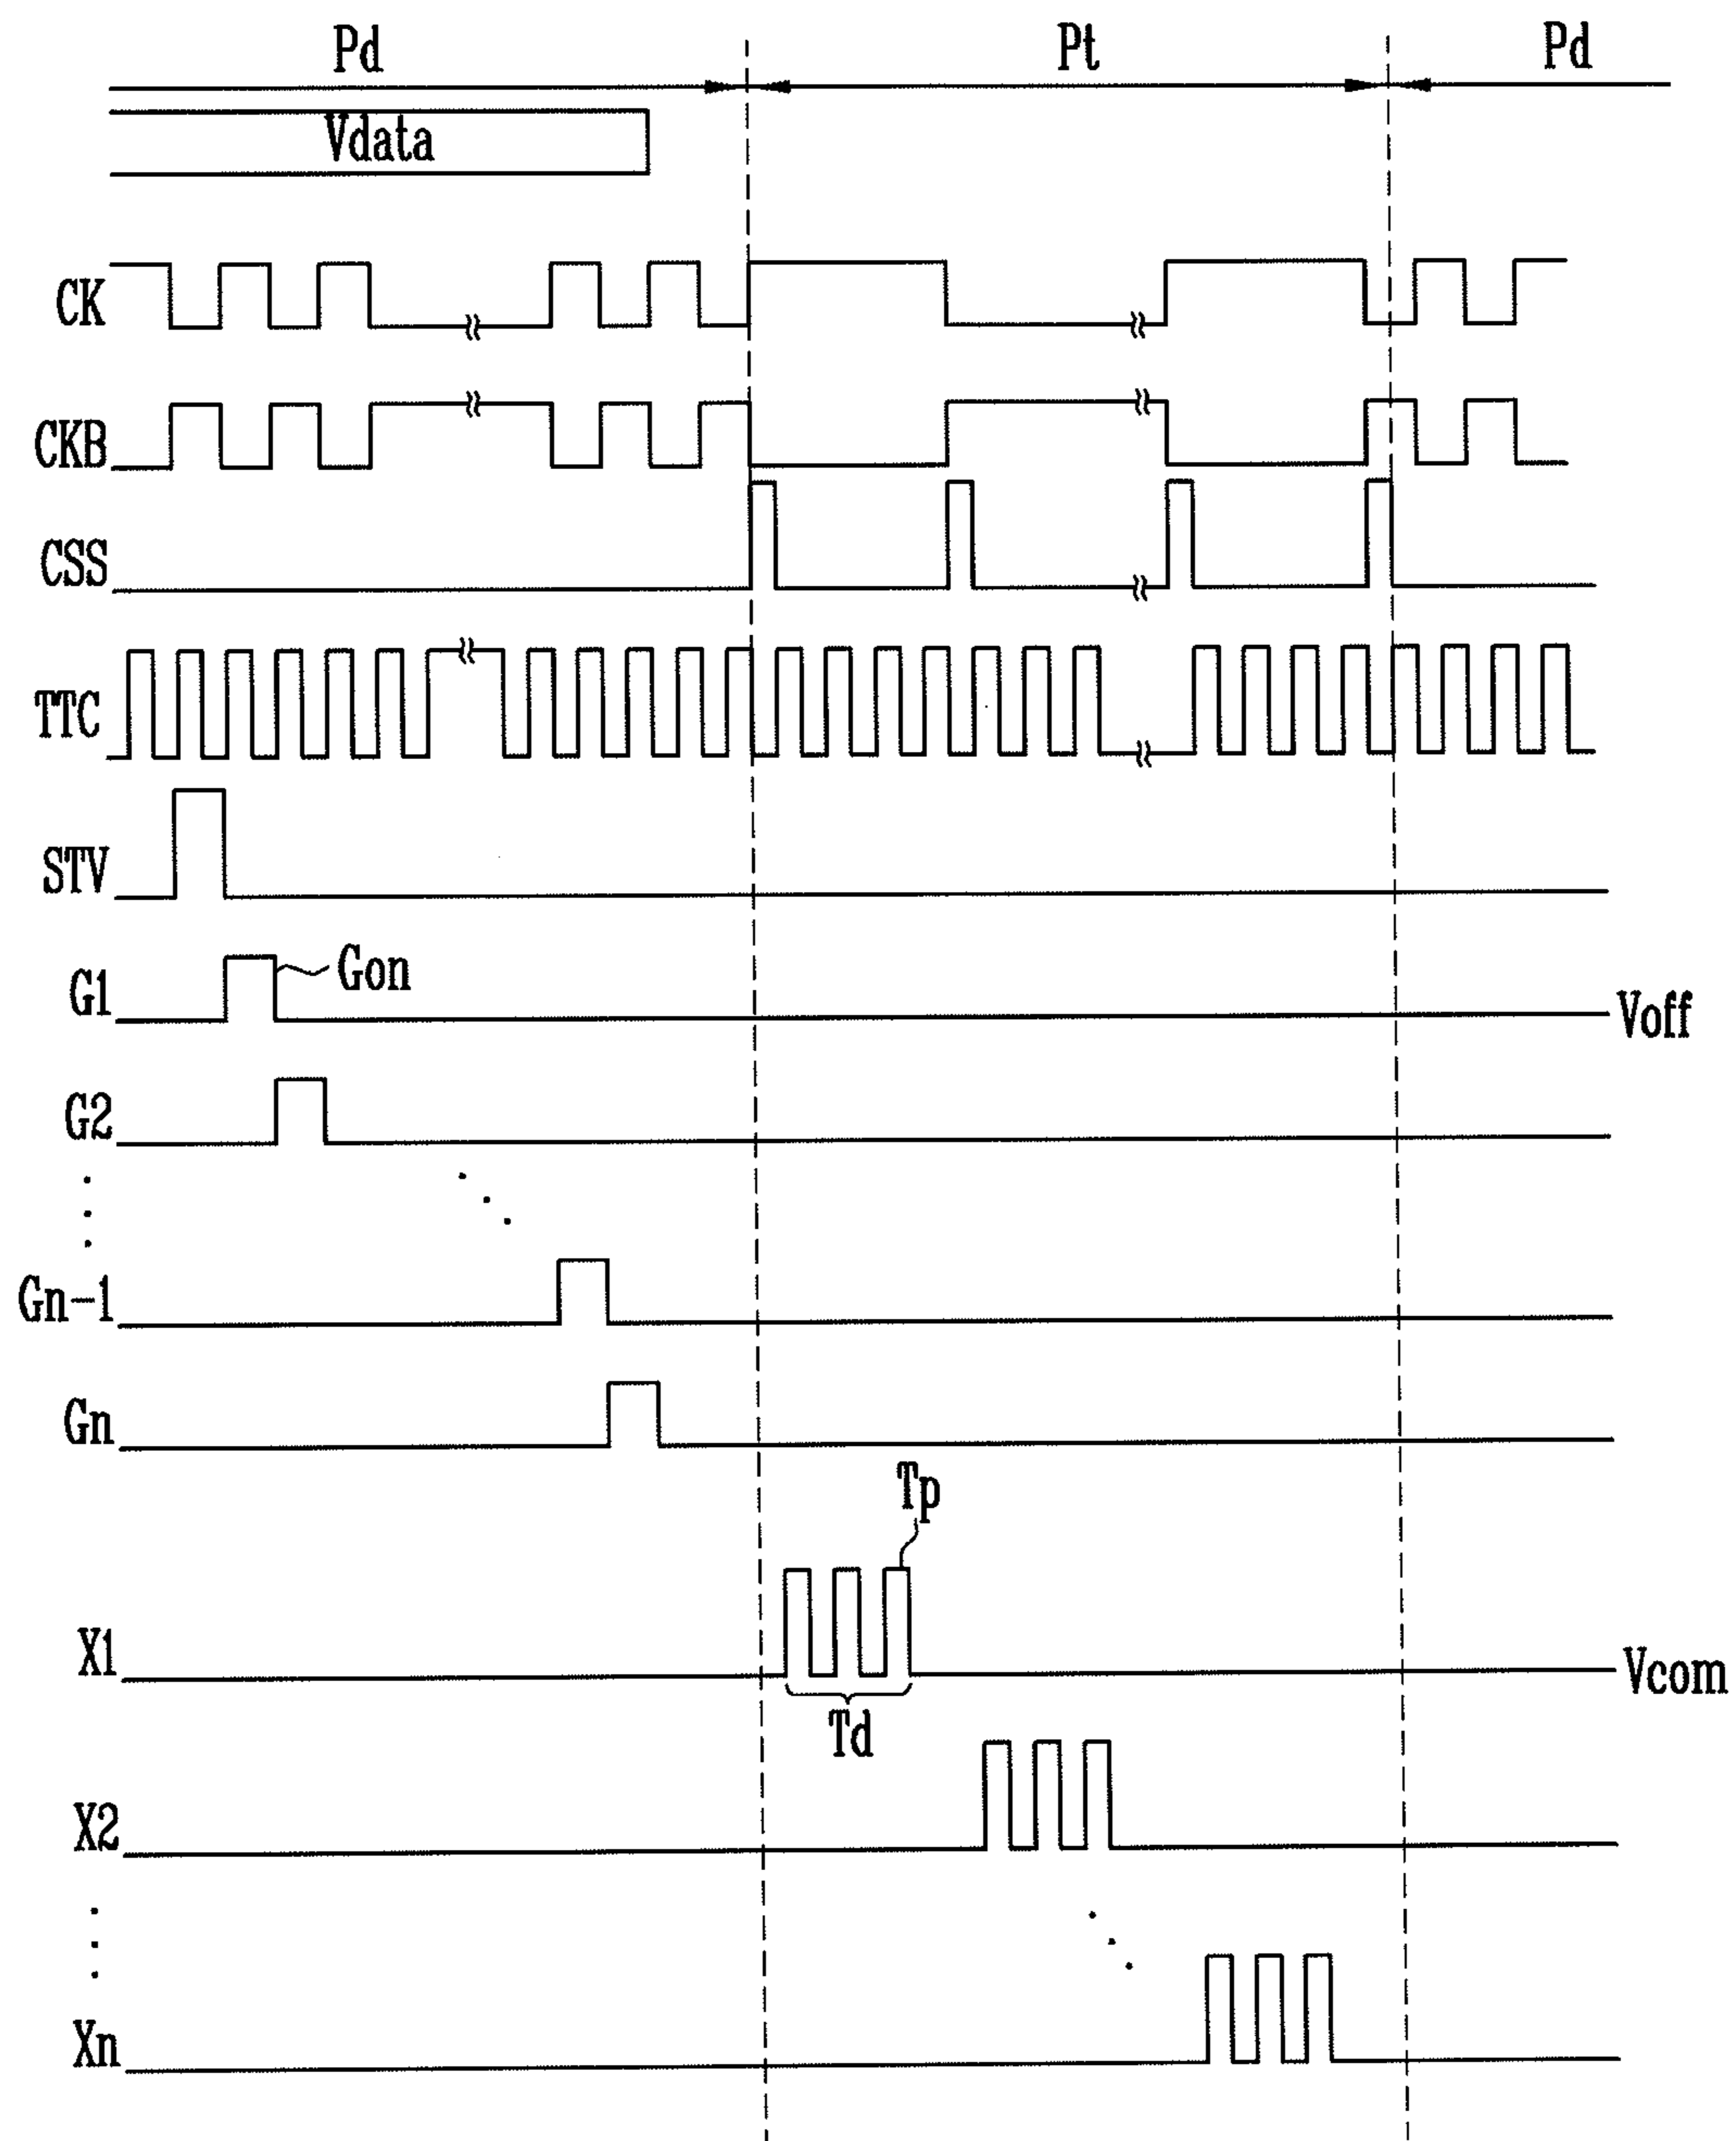 Pd Pt Pd
Vdata
CK
CKB
CSS
TTC
STV
G1 Gon Voff
G2
Gn-1
Gn
Tp
X1 Vcom
Td
X2
Xn